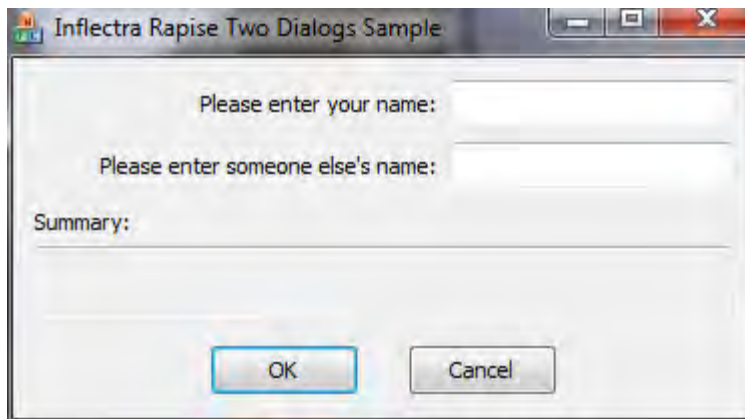 Inflectra Rapise Two Dialogs Sample
Please enter your name:
Please enter someone else's name:
Summary:
OK Cancel